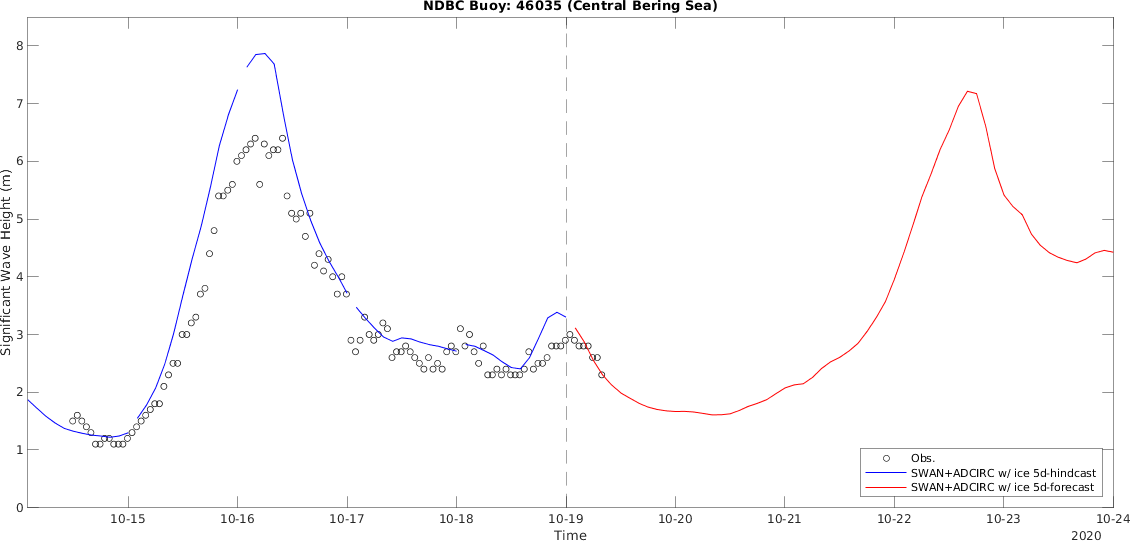 NDBC Buoy: 46035 (Central Bering Sea)
Significant Wave Height (m)
8
7
6
5
4
3
2
1
0
10-15 10-16 10-17 10-18 10-19 10-20 10-21 10-22 10-23 10-24
Time
2020
Obs.
SWAN+ADCIRC w/ ice 5d-hindcast
SWAN+ADCIRC w/ ice 5d-forecast